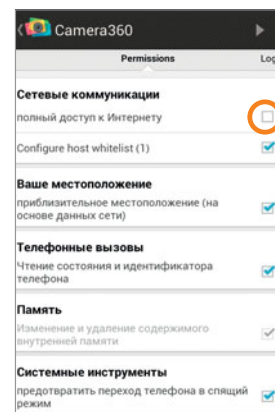 Camera360
Permissions
Log
Сетевые коммуникации
полный доступ к Интернету
Configure host whitelist (1)
Ваше местоположение
приблизительное местоположение (на
основе данных сети)
Телефонные вызовы
Чтение состояния и идентификатора
телефона
Память
Изменение и удаление содержимого
внутренней памяти
Системные инструменты
предотвратить переход телефона в спящий
режим